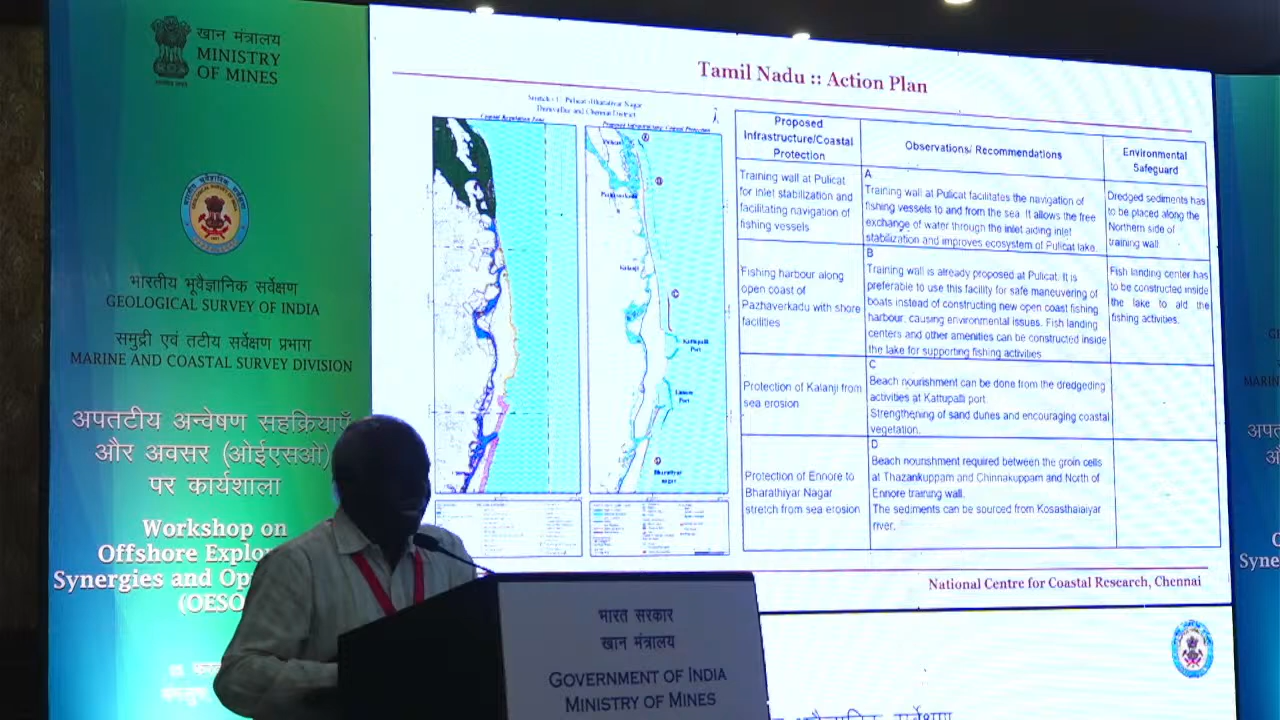 खान मंत्रालय
MINISTRY
OF MINES
भारतीय भूवैज्ञानिक सर्वेक्षण
GEOLOGICAL SURVEY OF INDIA
समुद्री एवं तटीय सर्वेक्षण प्रभाग
MARINE AND COASTAL SURVEY DIVISION
अपतटीय अन्वेषण सहक्रियाएँ
और अवसर (ओईएसओ)
पर कार्यशाला
Workshop on
Offshore Explo
Synergies and Op
(OESO
Tamil Nadu :: Action Plan
Thiruvallur and Chennai District
Coastal Regulation Zone
Kalanji
Kattupalli
Port
Port
Bharathiyar
nagar
Proposed
Infrastructure/Coastal
Protection
Observations/ Recommendations
Environmental
Safeguard
Training wall at Pulicat
for inlet stabilization and
facilitating navigation of
fishing vessels
A
Training wall at Pulicat facilitates the navigation of
fishing vessels to and from the sea. It allows the free
exchange of water through the inlet aiding inlet
stabilization and improves ecosystem of Pulicat lake.
Dredged sediments has
to be placed along the
Northern side of
training wall.
Fishing harbour along
open coast of
Pazhaverkadu with shore
facilities
B
Training wall is already proposed at Pulicat. It is
preferable to use this facility for safe maneuvering of
boats instead of constructing new open coast fishing
harbour, causing environmental issues. Fish landing
centers and other amenities can be constructed inside
the lake for supporting fishing activities
Fish landing center has
to be constructed inside
the lake to aid the
fishing activities.
Protection of Kalanji from
sea erosion
C
Beach nourishment can be done from the dredgeding
activities at Kattupalli port.
Strengthening of sand dunes and encouraging coastal
vegetation.
Protection of Ennore to
Bharathiyar Nagar
stretch from sea erosion
D
Beach nourishment required between the groin cells
at Thazankuppam and Chinnakuppam and North of
Ennore training wall.
The sediments can be sourced from Kosasthalaiyar
river.
National Centre for Coastal Research, Chennai
भारत सरकार
खान मंत्रालय
GOVERNMENT OF INDIA
MINISTRY OF MINES